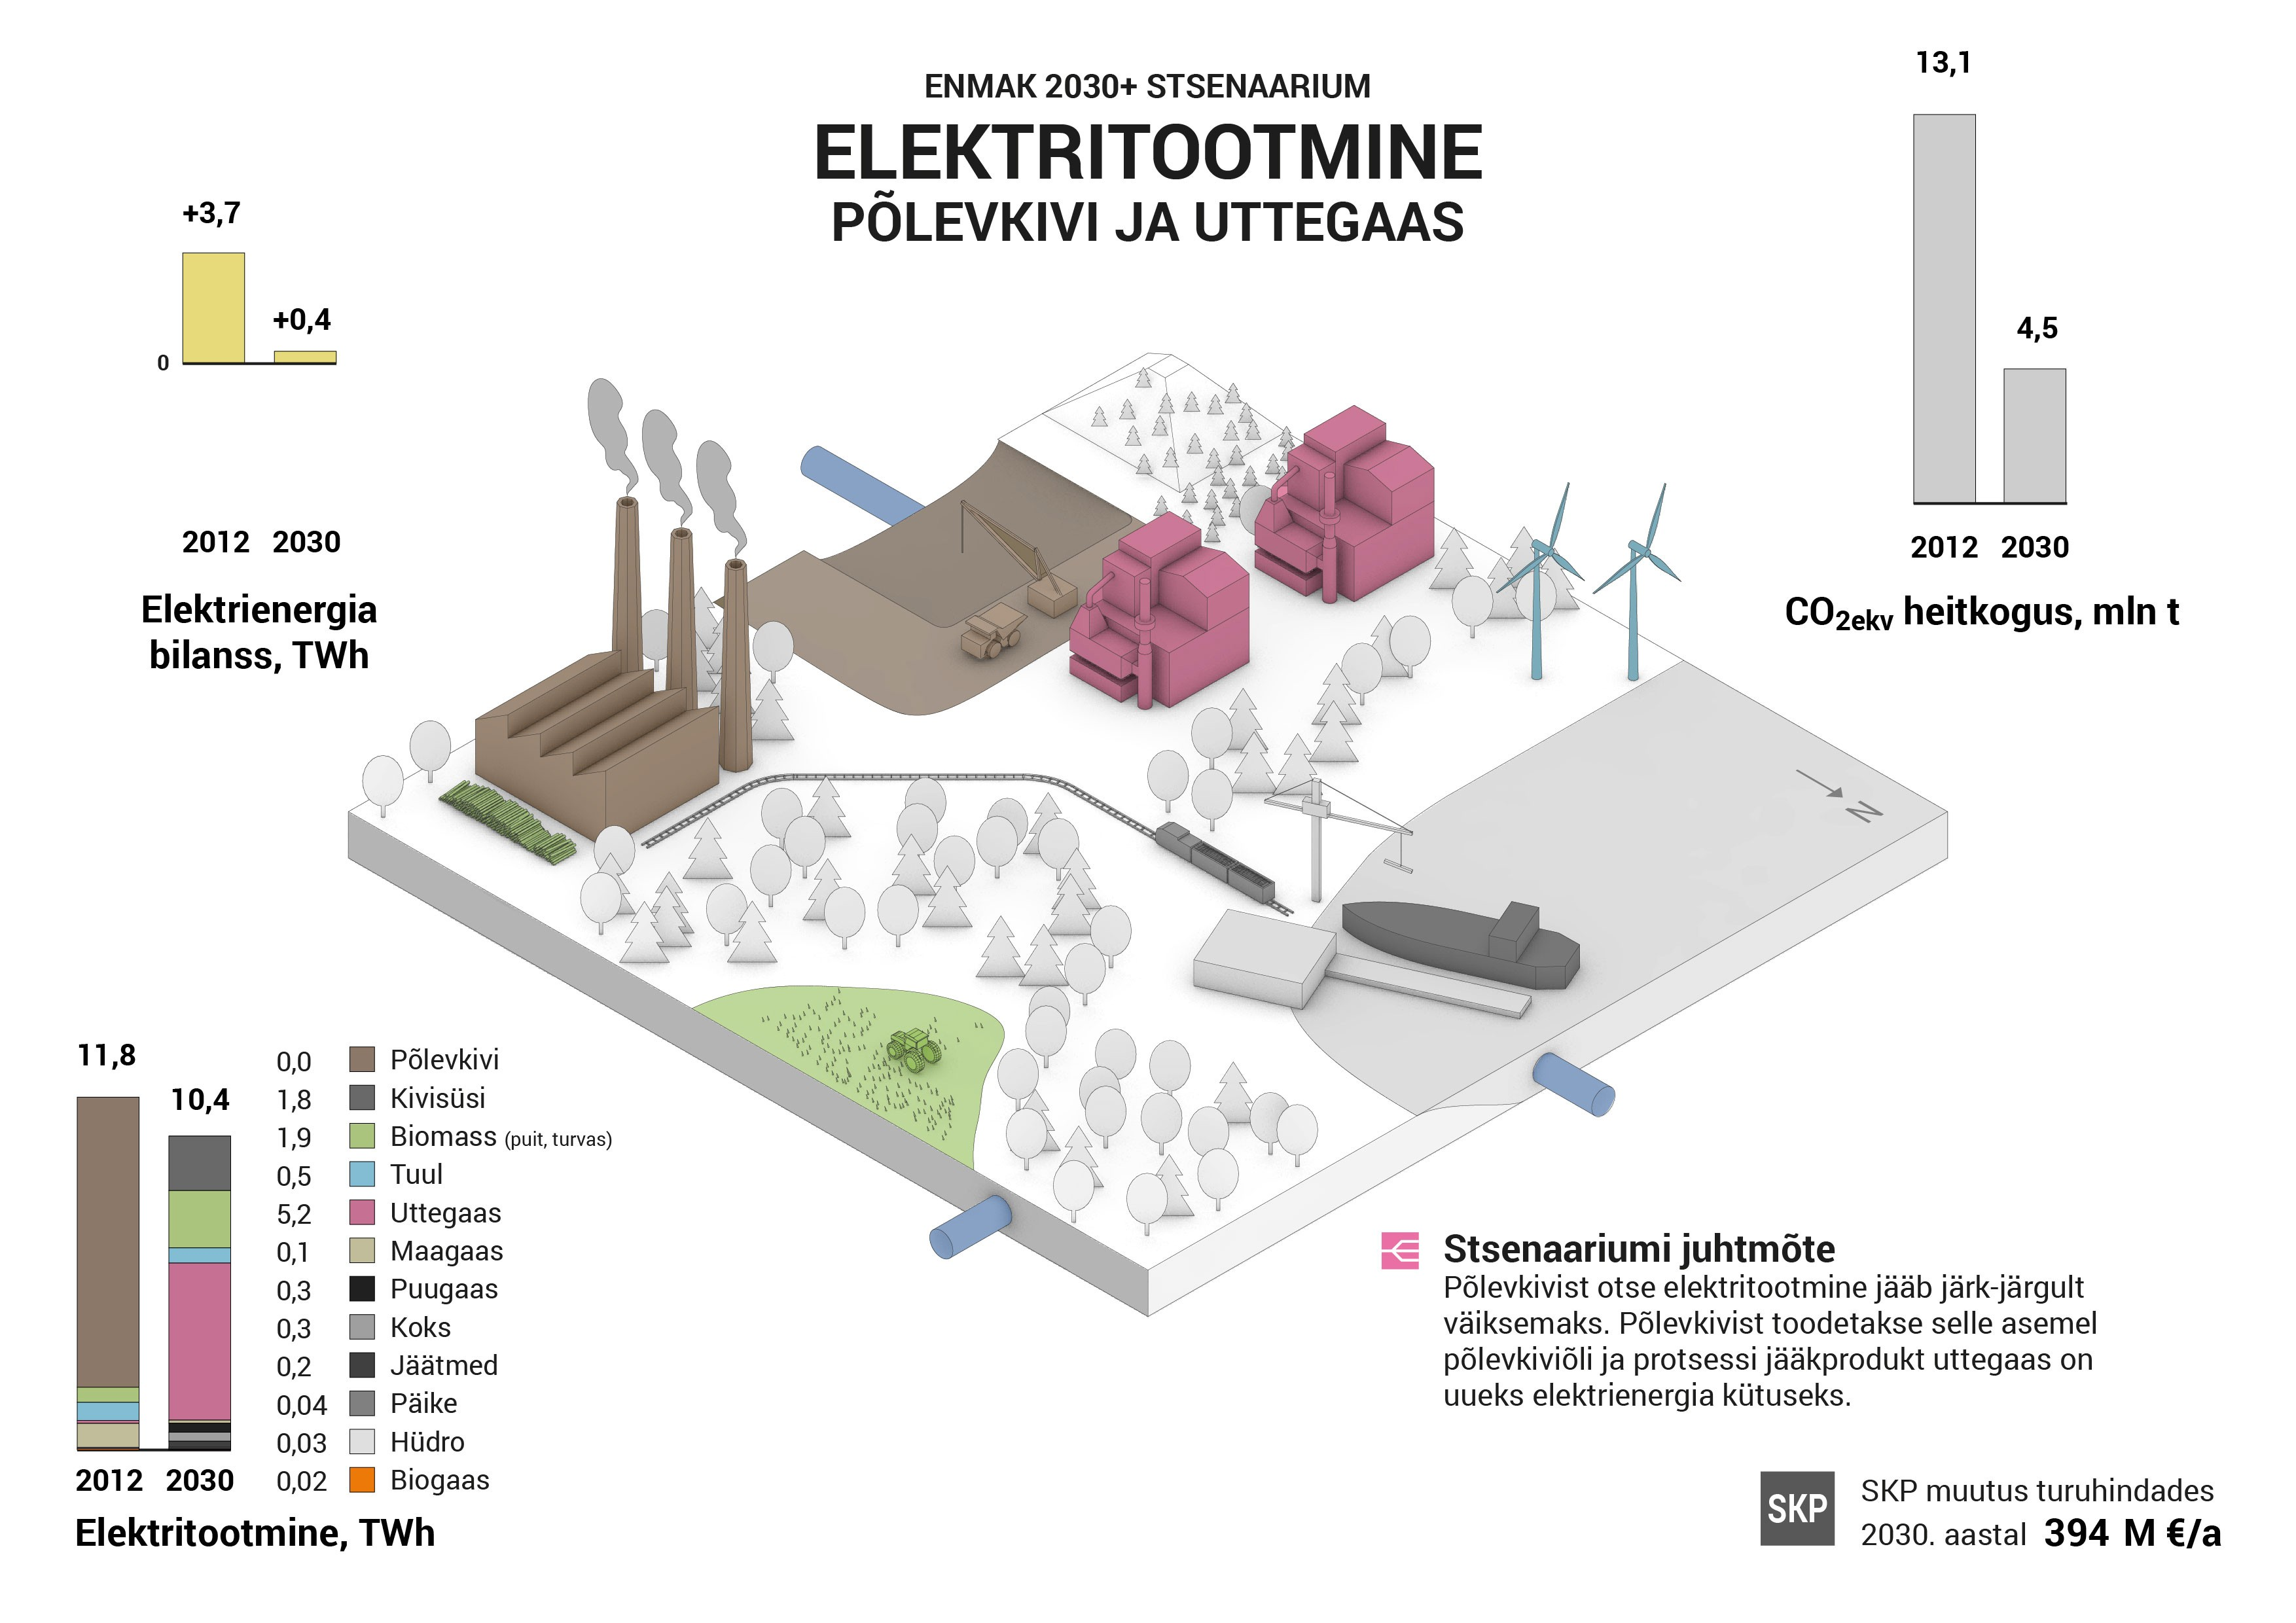 ENMAK 2030+ STSENAARIUM
ELEKTRITOOTMINE
PÕLEVKIVI JA UTTEGAAS
+3,7
+0,4
0
2012 2030
Elektrienergia
bilanss, TWh
13,1
4,5
2012 2030
CO2ekv heitkogus, mln t
N
11,8
10,4
2012 2030
0,0 Põlevkivi
1,8 Kivisüsi
1,9 Biomass (puit, turvas)
0,5 Tuul
5,2 Uttegaas
0,1 Maagaas
0,3 Puugaas
0,3 Koks
0,2 Jäätmed
0,04 Päike
0,03 Hüdro
0,02 Biogaas
Elektritootmine, TWh
Stsenaariumi juhtmõte
Põlevkivist otse elektritootmine jääb järk-järgult
väiksemaks. Põlevkivist toodetakse selle asemel
põlevkiviõli ja protsessi jääkprodukt uttegaas on
uueks elektrienergia kütuseks.
SKP
SKP muutus turuhindades
2030. aastal 394 M €/a